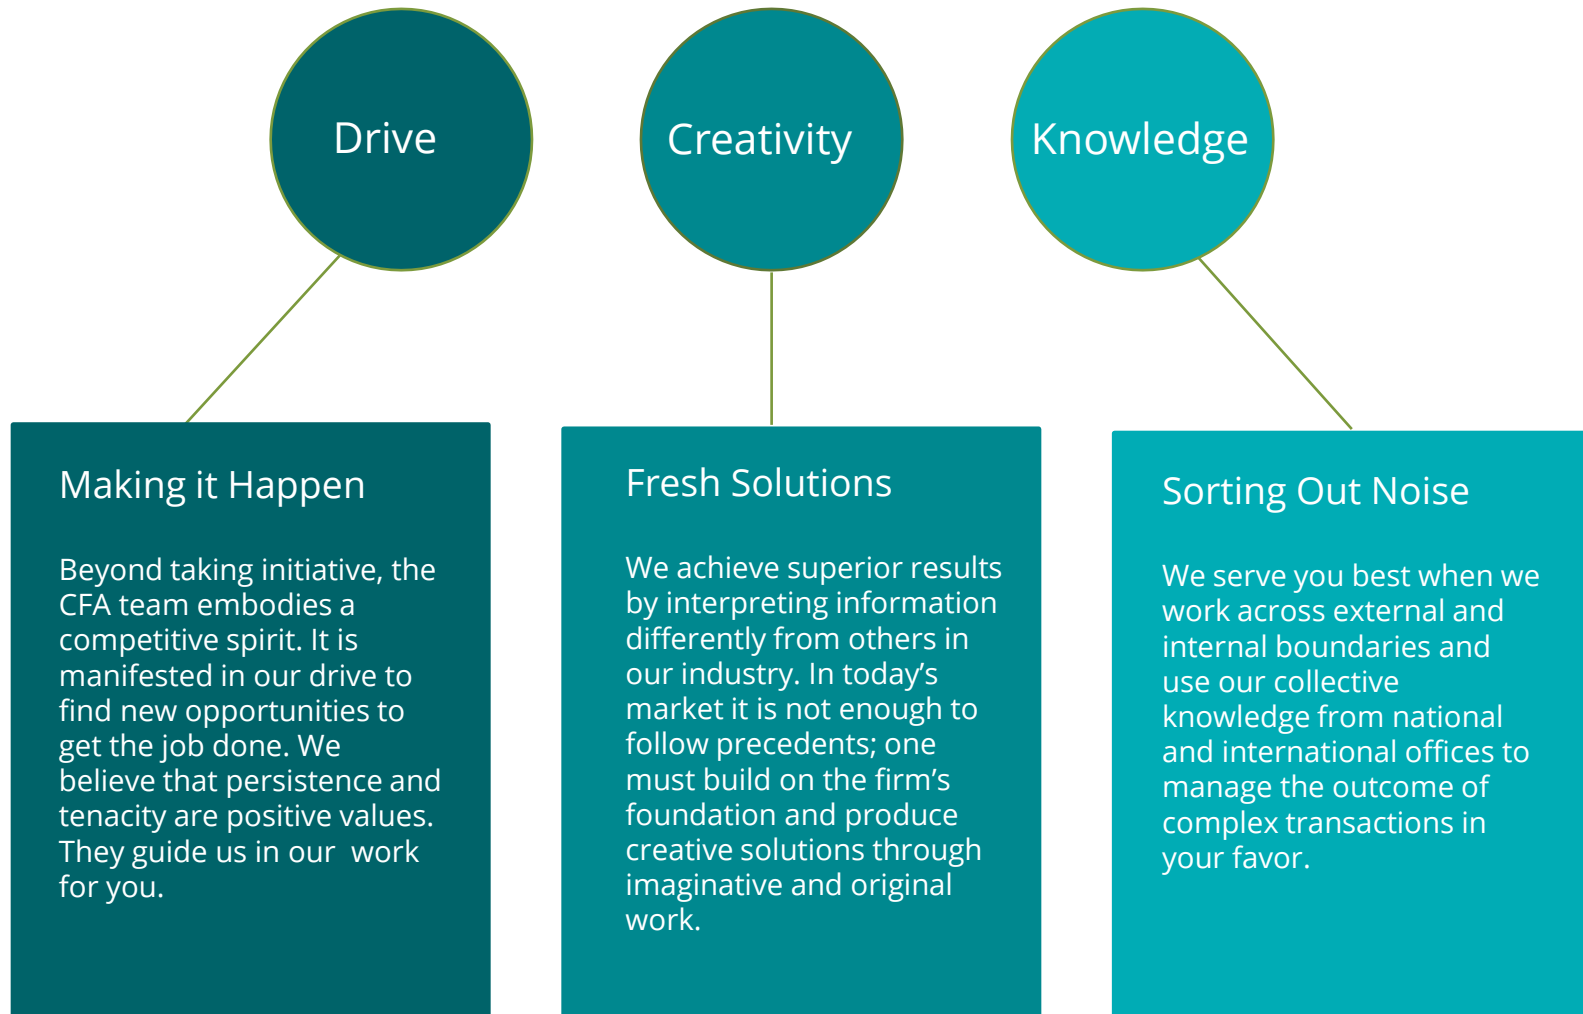 Drive
Creativity
Knowledge
Making it Happen
Beyond taking initiative, the
CFA team embodies a
competitive spirit. It is
manifested in our drive to
find new opportunities to
get the job done. We
believe that persistence and
tenacity are positive values.
They guide us in our  work
for you.
Fresh Solutions
We achieve superior results
by interpreting information
differently from others in
our industry. In today’s
market it is not enough to
follow precedents; one
must build on the firm’s
foundation and produce
creative solutions through
imaginative and original
work.
Sorting Out Noise
We serve you best when we
work across external and
internal boundaries and
use our collective
knowledge from national
and international offices to
manage the outcome of
complex transactions in
your favor.